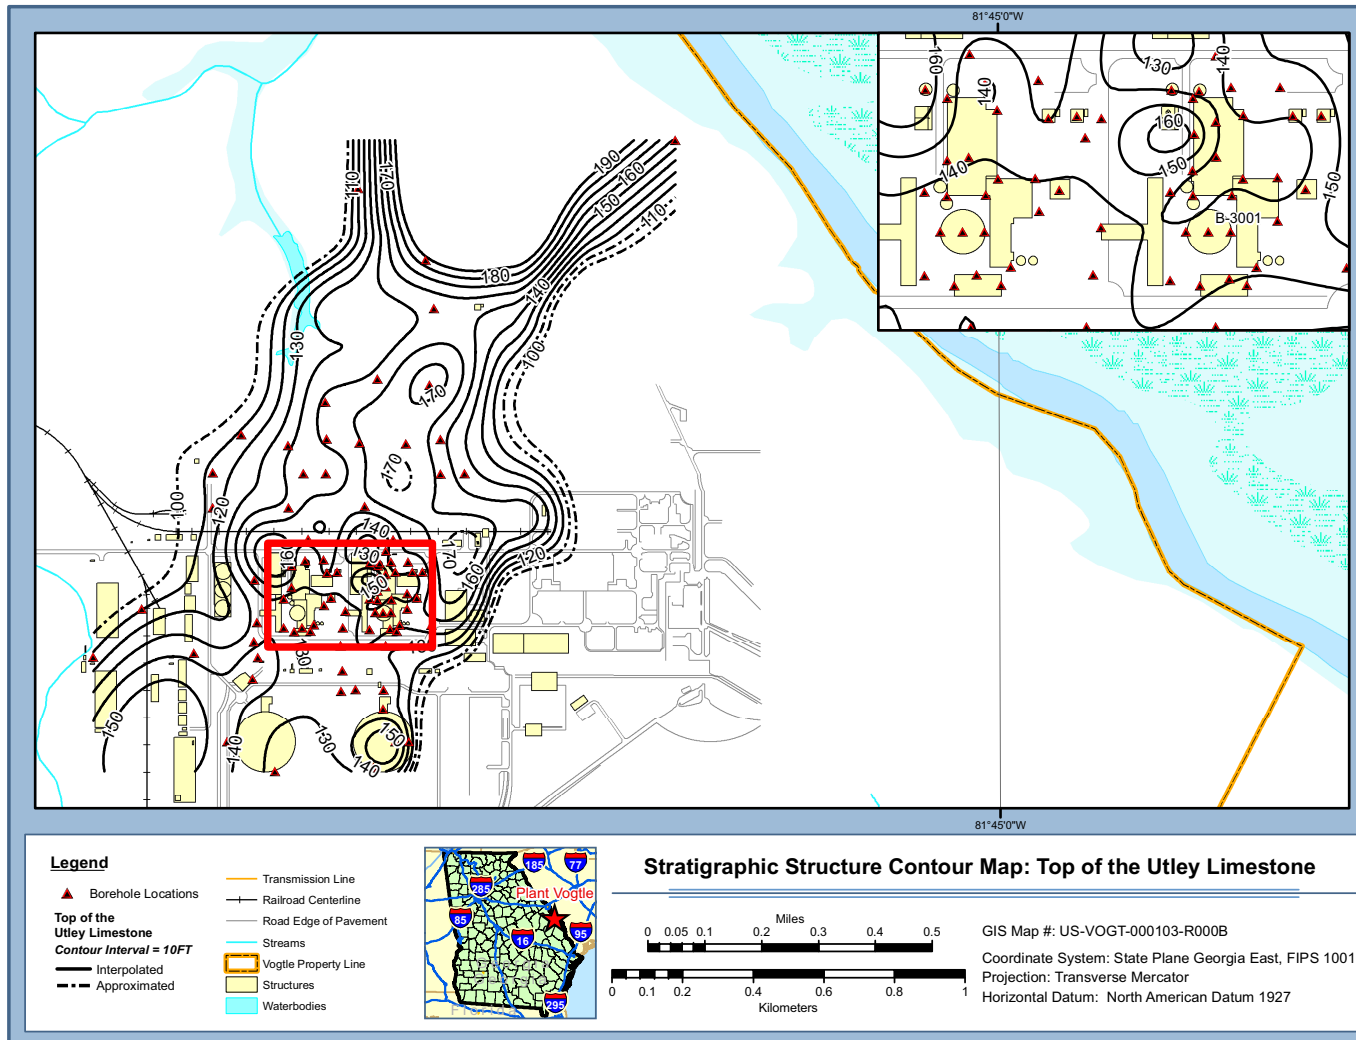 81°45'0"W
160
130
140
140
160
150
140
150
B-3001
110
170
190
160
150
110
180
140
130
100
170
170
100
120
140
130
160
170
160
120
150
130
150
140
130
150
140
81°45'0"W
Legend
Borehole Locations
Top of the
Utley Limestone
Contour Interval = 10FT
Interpolated
Approximated
Transmission Line
Railroad Centerline
Road Edge of Pavement
Streams
Vogtle Property Line
Structures
Waterbodies
185
77
285
Plant Vogtle
85
16
95
295
Stratigraphic Structure Contour Map: Top of the Utley Limestone
Miles
0 0.05 0.1 0.2 0.3 0.4 0.5
0 0.1 0.2 0.4 0.6 0.8 1
Kilometers
GIS Map #: US-VOGT-000103-R000B
Coordinate System: State Plane Georgia East, FIPS 1001
Projection: Transverse Mercator
Horizontal Datum: North American Datum 1927